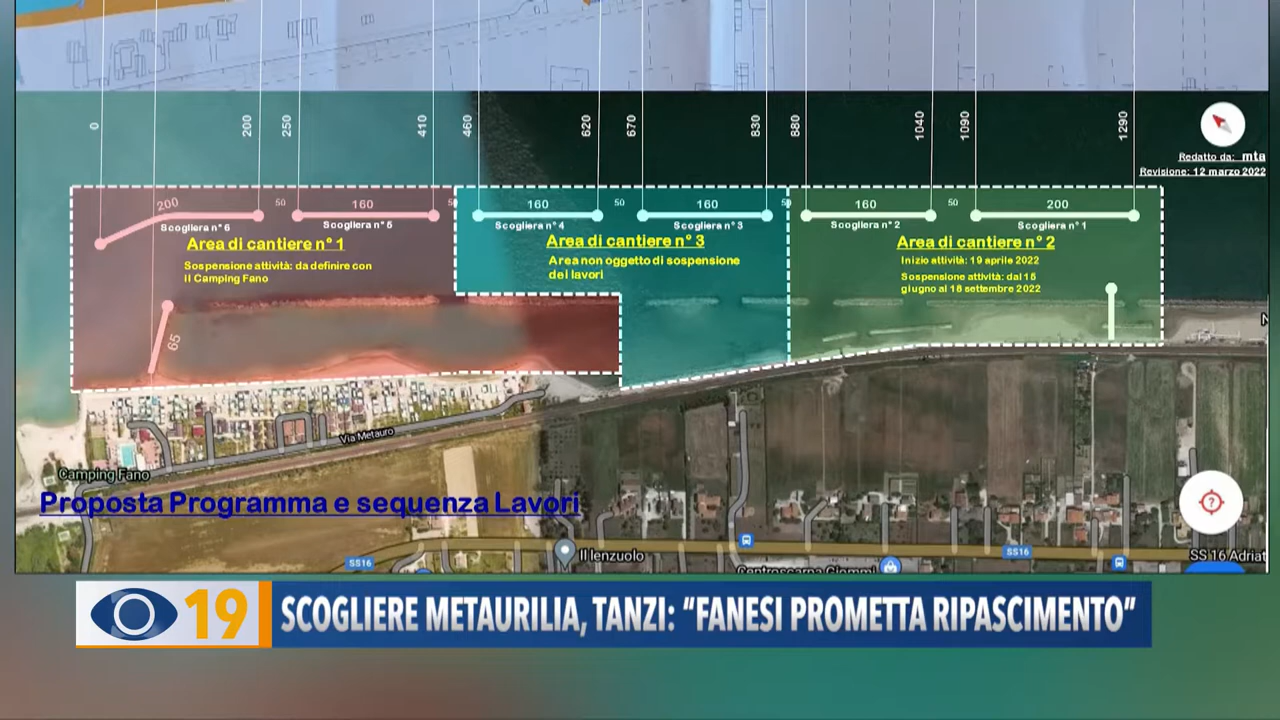 0
200
250
410
460
620
670
830
880
1040
1090
1290
Redatto da: mta
Revisione: 12 marzo 2022
200
50
160
160
50
160
50
160
50
200
Scogliera n° 6
Scogliera n° 5
Scogliera n° 4
Scogliera n° 3
Scogliera n° 2
Scogliera n° 1
Area di cantiere n° 1
Sospensione attività: da definire con
il Camping Fano
Area di cantiere n° 3
Area non oggetto di sospensione
dei lavori
Area di cantiere n° 2
Inizio attività: 19 aprile 2022
Sospensione attività: dal 15
giugno al 18 settembre 2022
65
Via Metauro
Camping Fano
Proposta Programma e sequenza Lavori
Il lenzuolo
SS16
SS16
SS 16 Adriat
19
SCOGLIERE METAURILIA, TANZI: “FANESI PROMETTA RIPASCIMENTO”